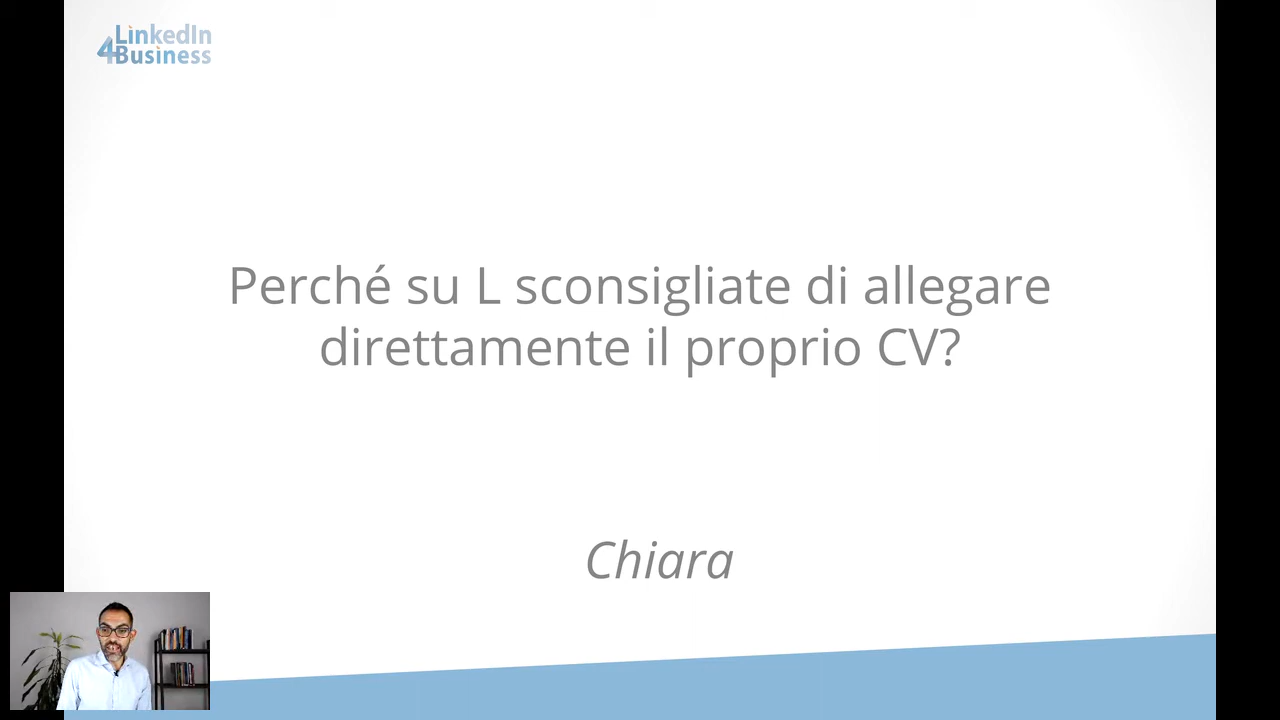 LinkedIn
4Business
Perché su L sconsigliate di allegare
direttamente il proprio CV?
Chiara